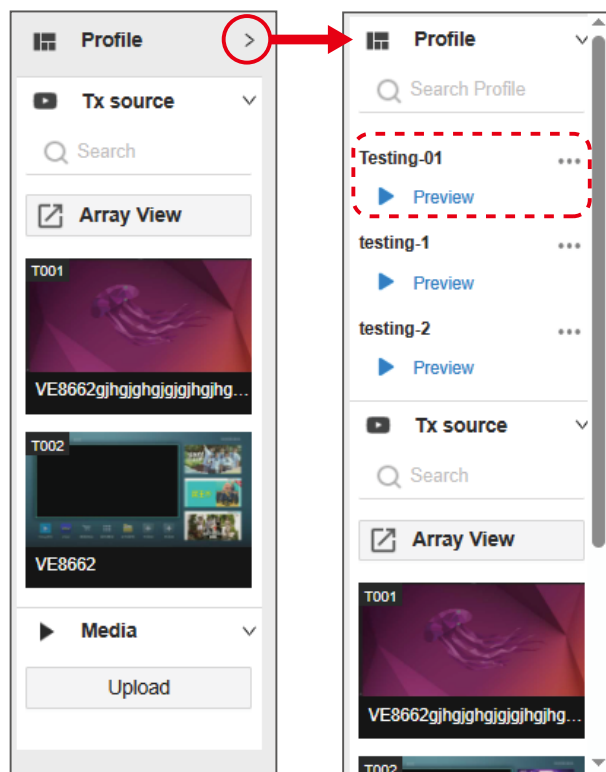 Profile
Tx source
Search
Array View
T001
VE8662gjhgjghgjgjgjhgjhg...
T002
VE8662
Media
Upload
Profile
Search Profile
Testing-01
Preview
testing-1
Preview
testing-2
Preview
Tx source
Search
Array View
T001
VE8662gjhgjghgjgjgjhgjhg...
T002